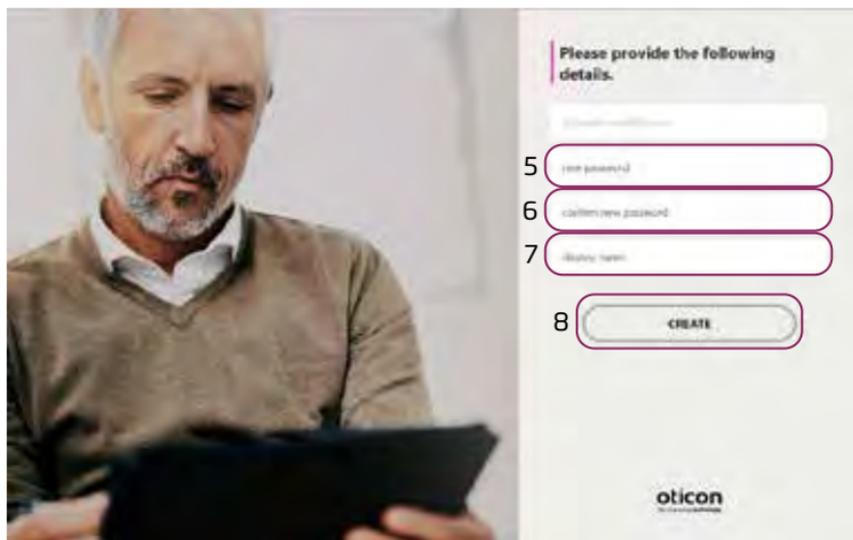 Please provide the following
details.
5
new password
6
confirm new password
7
display name
8
CREATE
oticon